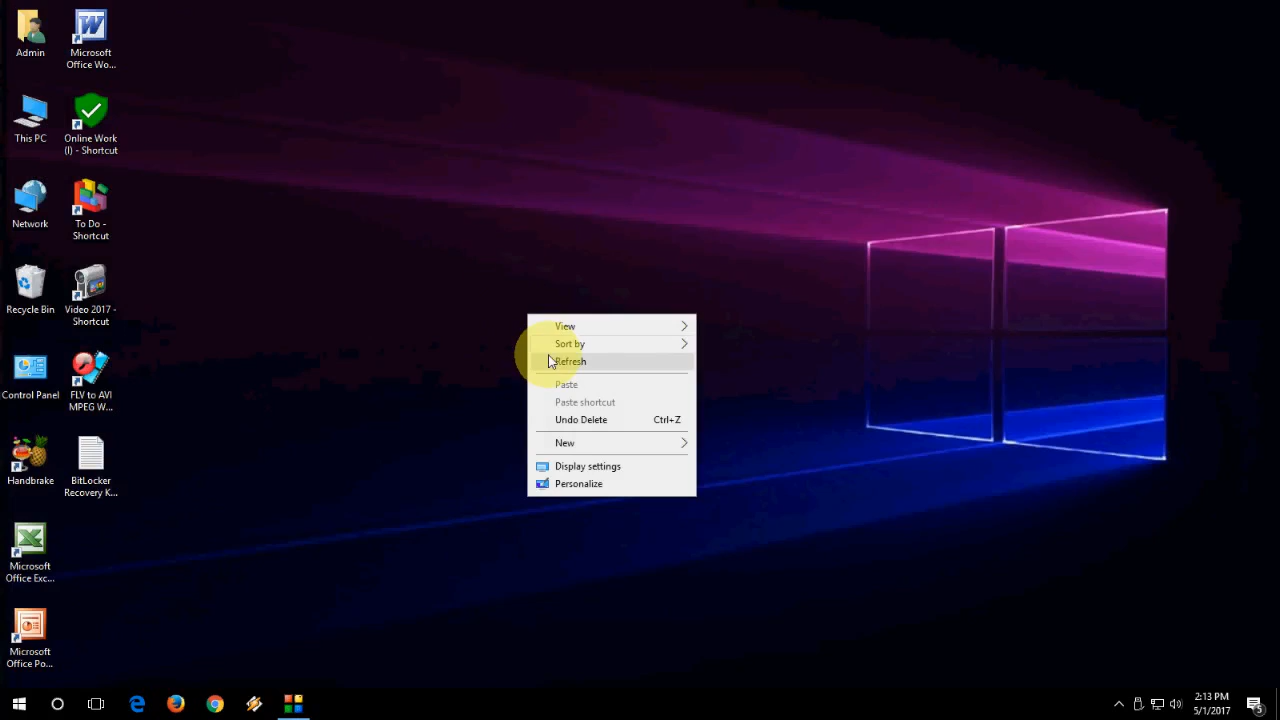 Admin
Microsoft
Office Wo...
This PC
Online Work
(I) - Shortcut
Network
To Do -
Shortcut
Recycle Bin
Video 2017 -
Shortcut
Control Panel
FLV to AVI
MPEG W...
Handbrake
BitLocker
Recovery K...
Microsoft
Office Exc...
Microsoft
Office Po...
View
Sort by
Refresh
Paste
Paste shortcut
Undo Delete Ctrl+Z
New
Display settings
Personalize
2:13 PM
5/1/2017
5